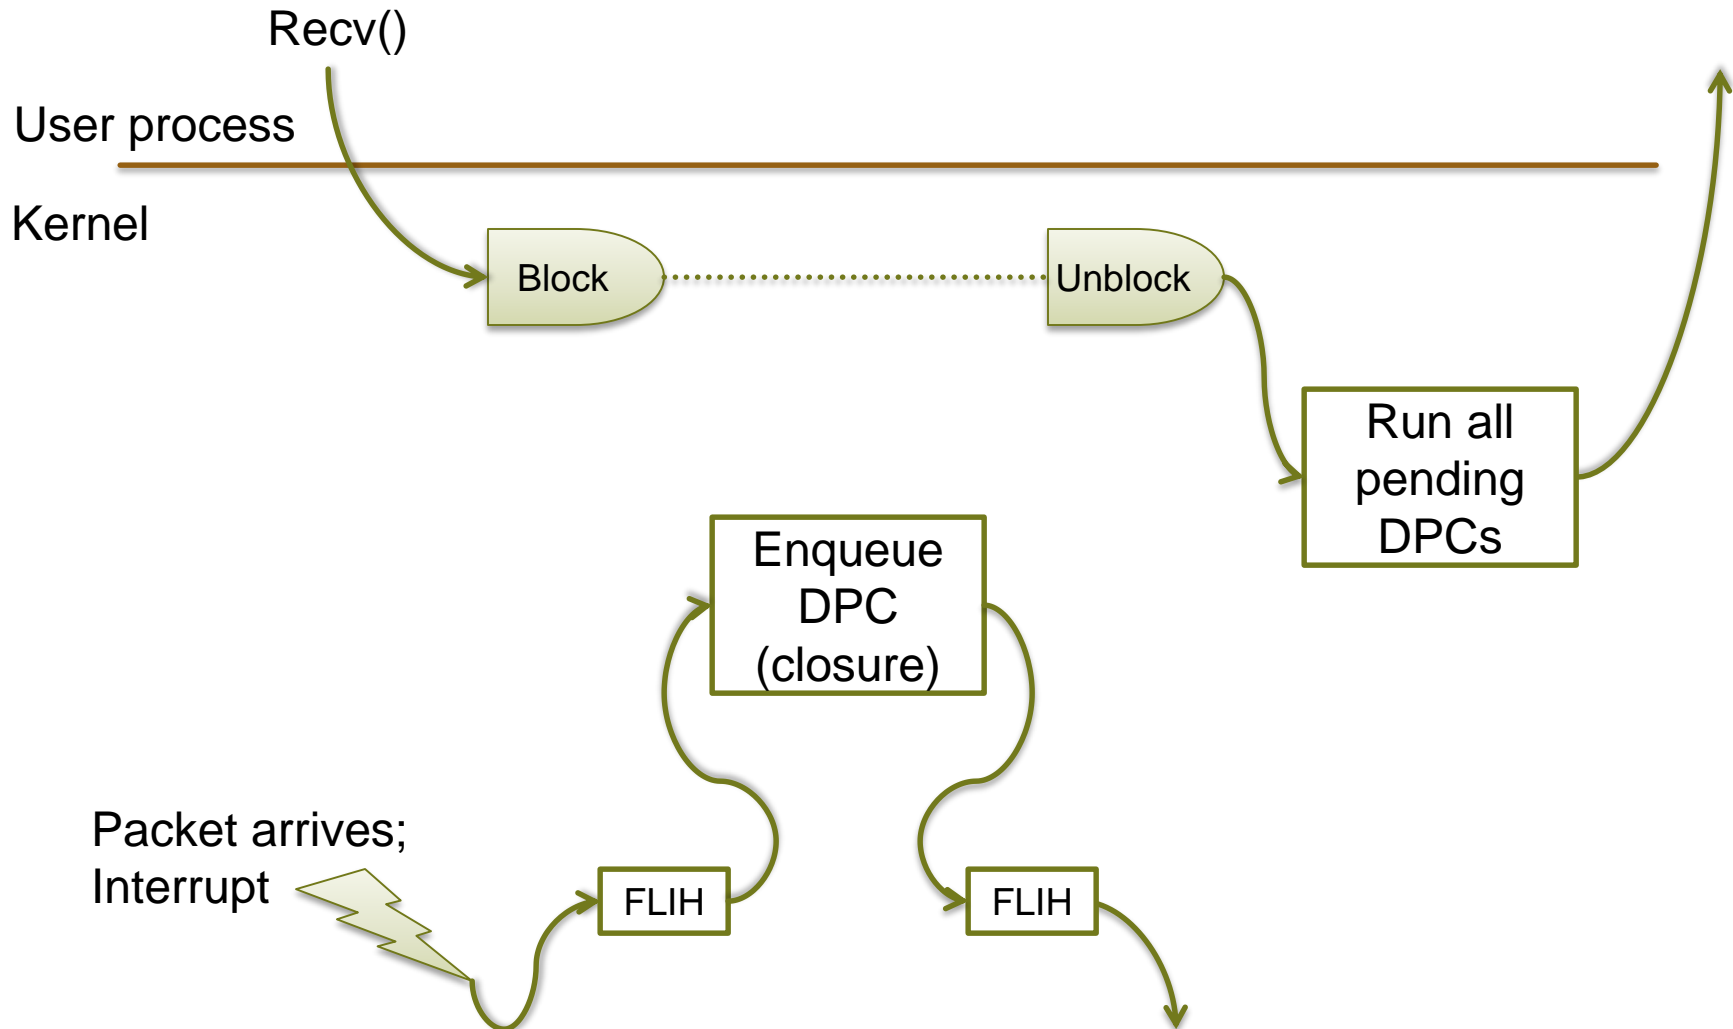 Recv()
User process
Kernel
Block
Unblock
Run all
pending
DPCs
Enqueue
DPC
(closure)
Packet arrives;
Interrupt
FLIH
FLIH